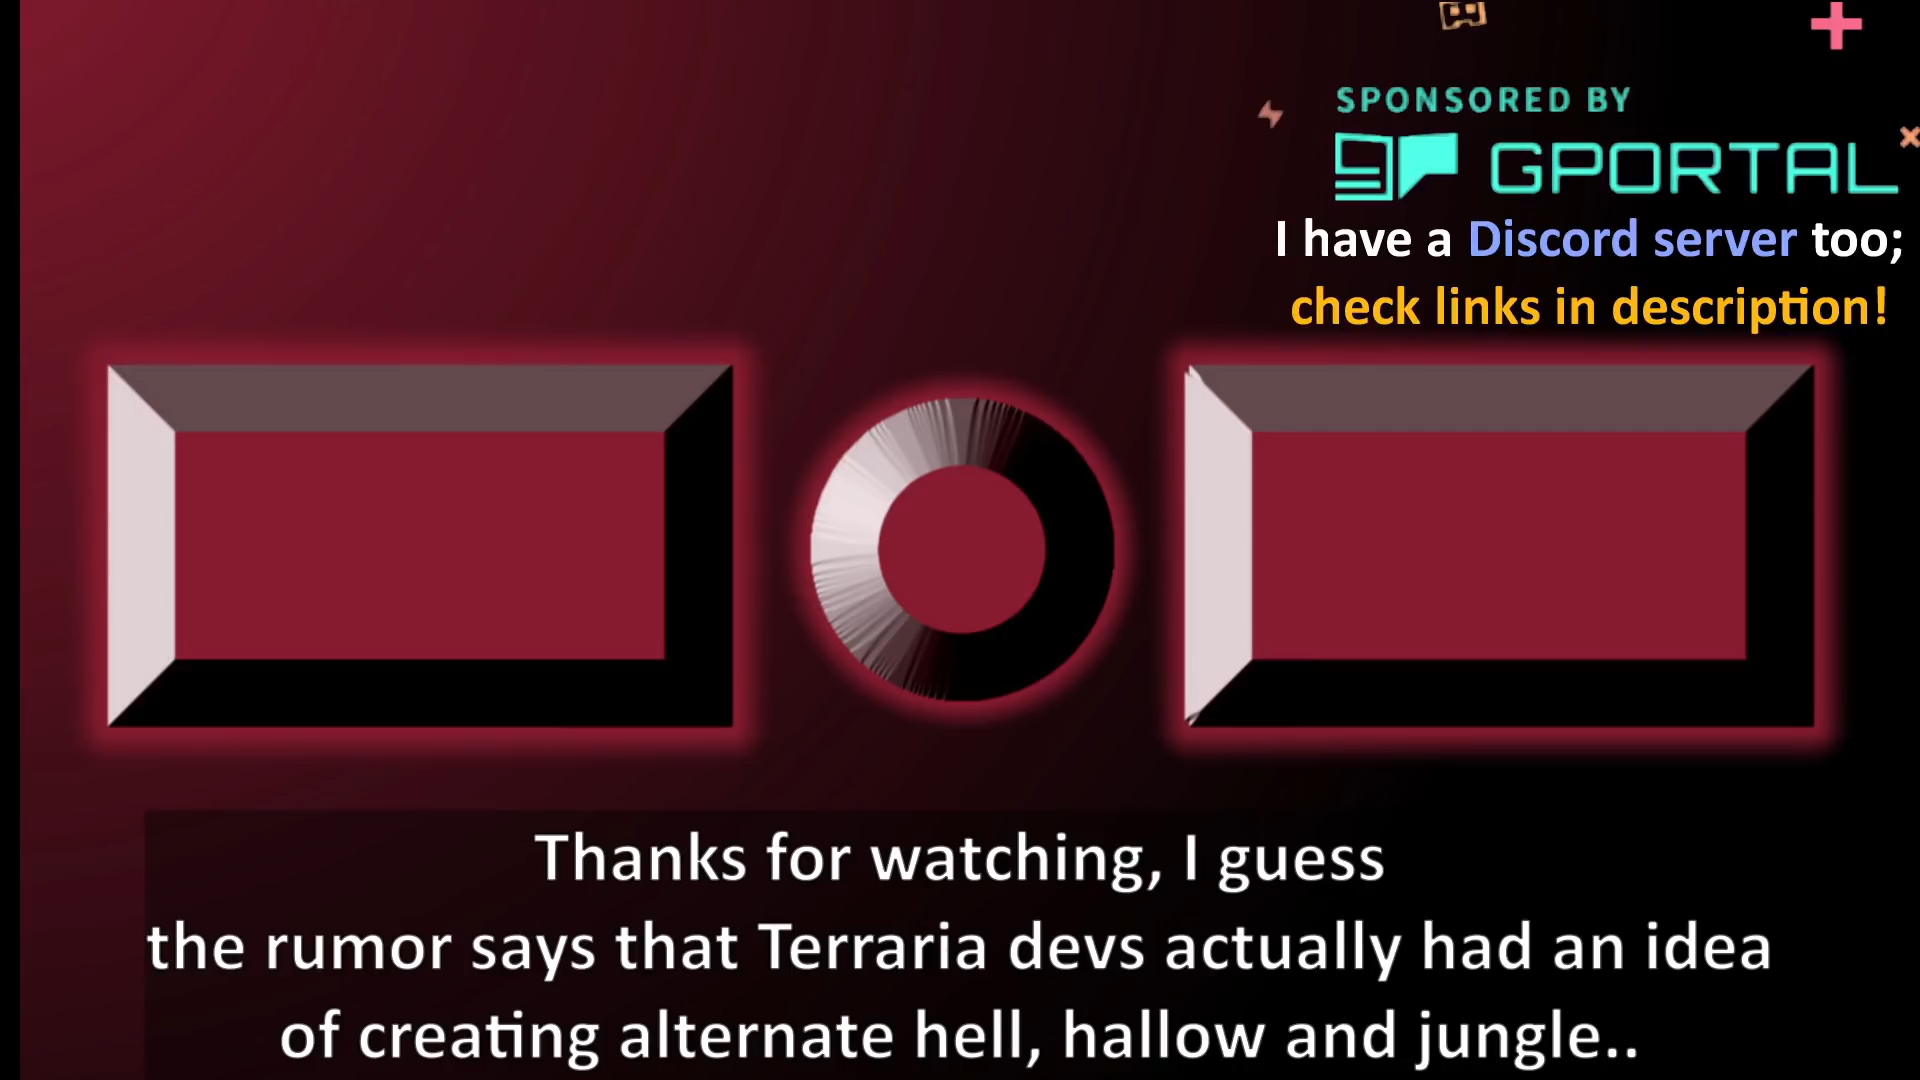 SPONSORED BY
GPORTAL
I have a Discord server too;
check links in description!
Thanks for watching, I guess
the rumor says that Terraria devs actually had an idea
of creating alternate hell, hallow and jungle..